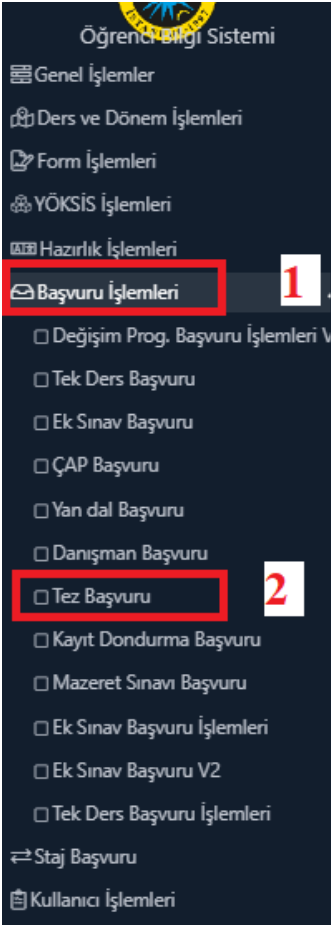 Öğrenci Bilgi Sistemi
Genel İşlemler
Ders ve Dönem İşlemleri
Form İşlemleri
YÖKSİS İşlemleri
Hazırlık İşlemleri
Başvuru İşlemleri 1
Değişim Prog. Başvuru İşlemleri V
Tek Ders Başvuru
Ek Sınav Başvuru
ÇAP Başvuru
Yan dal Başvuru
Danışman Başvuru
Tez Başvuru 2
Kayıt Dondurma Başvuru
Mazeret Sınavı Başvuru
Ek Sınav Başvuru İşlemleri
Ek Sınav Başvuru V2
Tek Ders Başvuru İşlemleri
Staj Başvuru
Kullanıcı İşlemleri